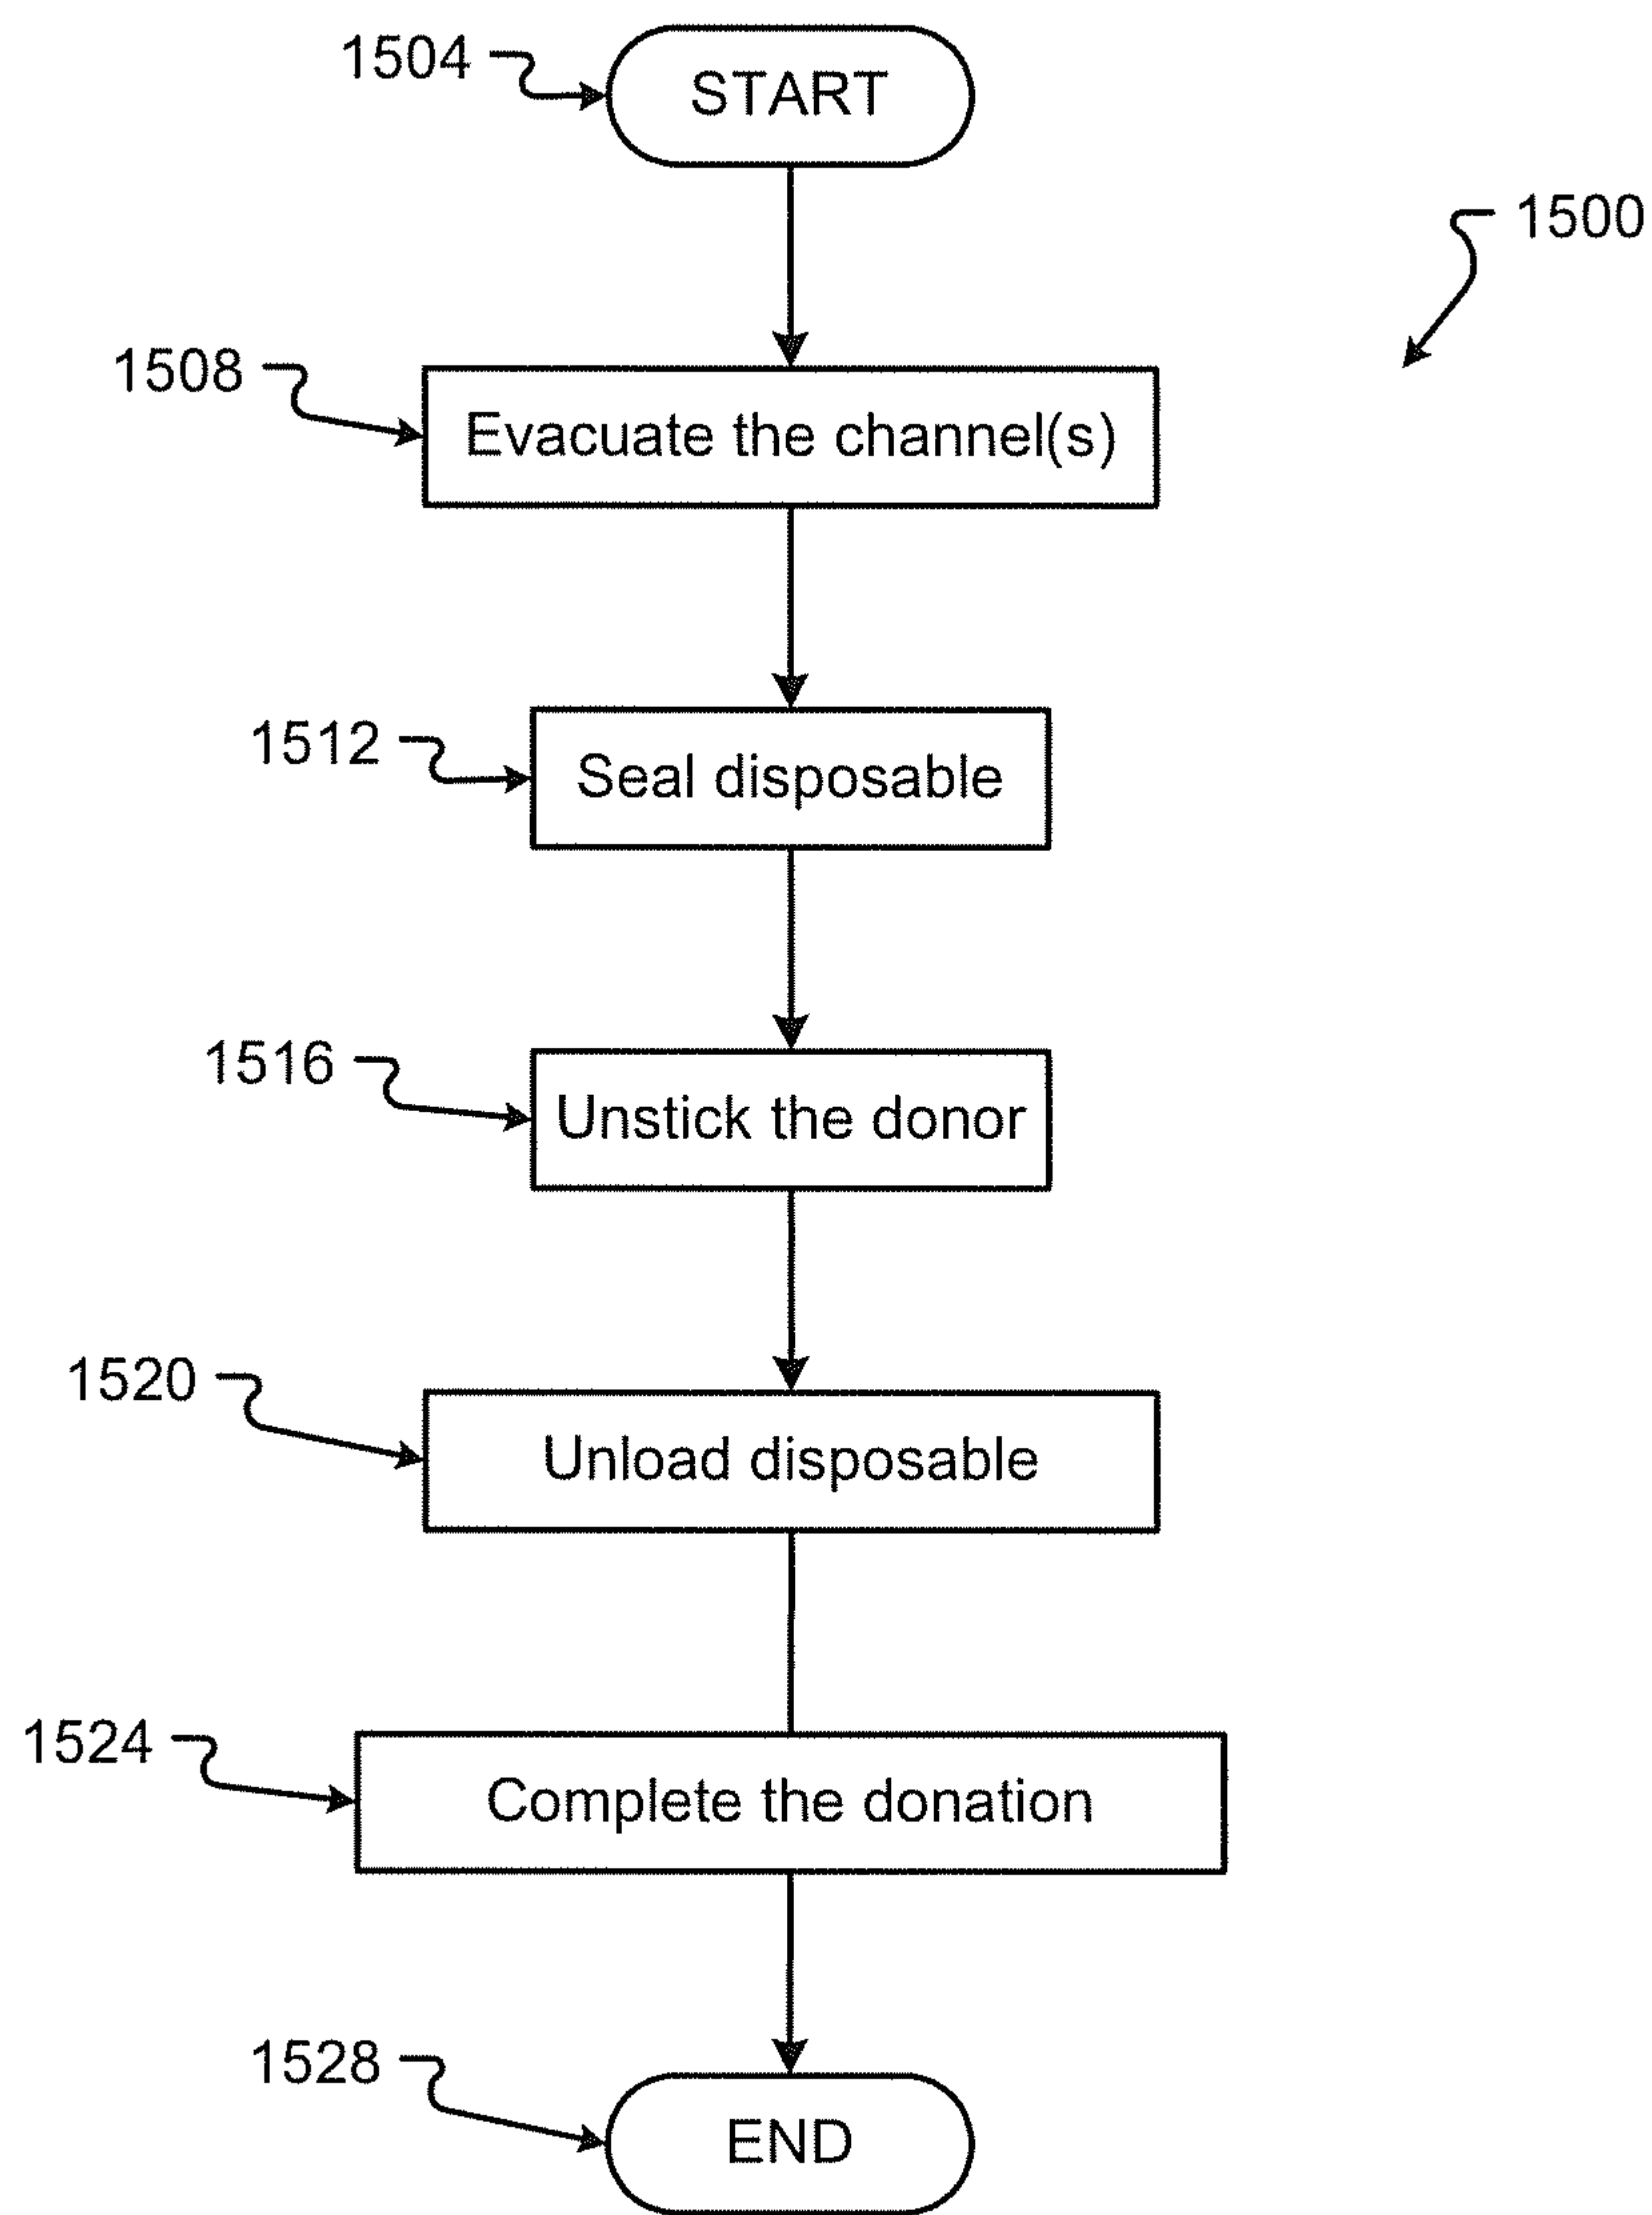 1504
START
1500
1508
Evacuate the channel(s)
1512
Seal disposable
1516
Unstick the donor
1520
Unload disposable
1524
Complete the donation
1528
END